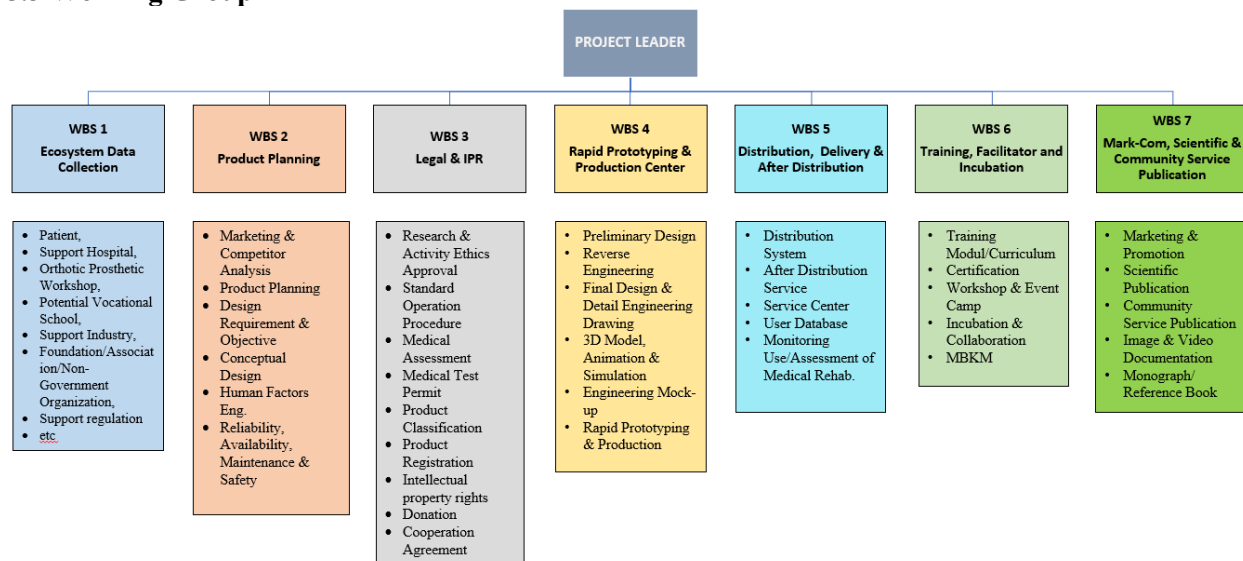 PROJECT LEADER
WBS 1
Ecosystem Data
Collection
WBS 2
Product Planning
WBS 3
Legal & IPR
WBS 4
Rapid Prototyping &
Production Center
WBS 5
Distribution, Delivery &
After Distribution
WBS 6
Training, Facilitator and
Incubation
WBS 7
Mark-Com, Scientific &
Community Service
Publication
• Patient,
• Support Hospital,
• Orthotic Prosthetic
Workshop,
• Potential Vocational
School,
• Support Industry,
• Foundation/Associat
ion/Non-
Government
Organization,
• Support regulation
• etc
• Marketing &
Competitor
Analysis
• Product Planning
• Design
Requirement &
Objective
• Conceptual
Design
• Human Factors
Eng.
• Reliability,
Availability,
Maintenance &
Safety
• Research &
Activity Ethics
Approval
• Standard
Operation
Procedure
• Medical
Assessment
• Medical Test
Permit
• Product
Classification
• Product
Registration
• Intellectual
property rights
• Donation
• Cooperation
Agreement
• Preliminary Design
• Reverse
Engineering
• Final Design &
Detail Engineering
Drawing
• 3D Model,
Animation &
Simulation
• Engineering Mock-
up
• Rapid Prototyping
& Production
• Distribution
System
• After Distribution
Service
• Service Center
• User Database
• Monitoring
Use/Assessment of
Medical Rehab.
• Training
Modul/Curriculum
• Certification
• Workshop & Event
Camp
• Incubation &
Collaboration
• MBKM
• Marketing &
Promotion
• Scientific
Publication
• Community
Service Publication
• Image & Video
Documentation
• Monograph/
Reference Book